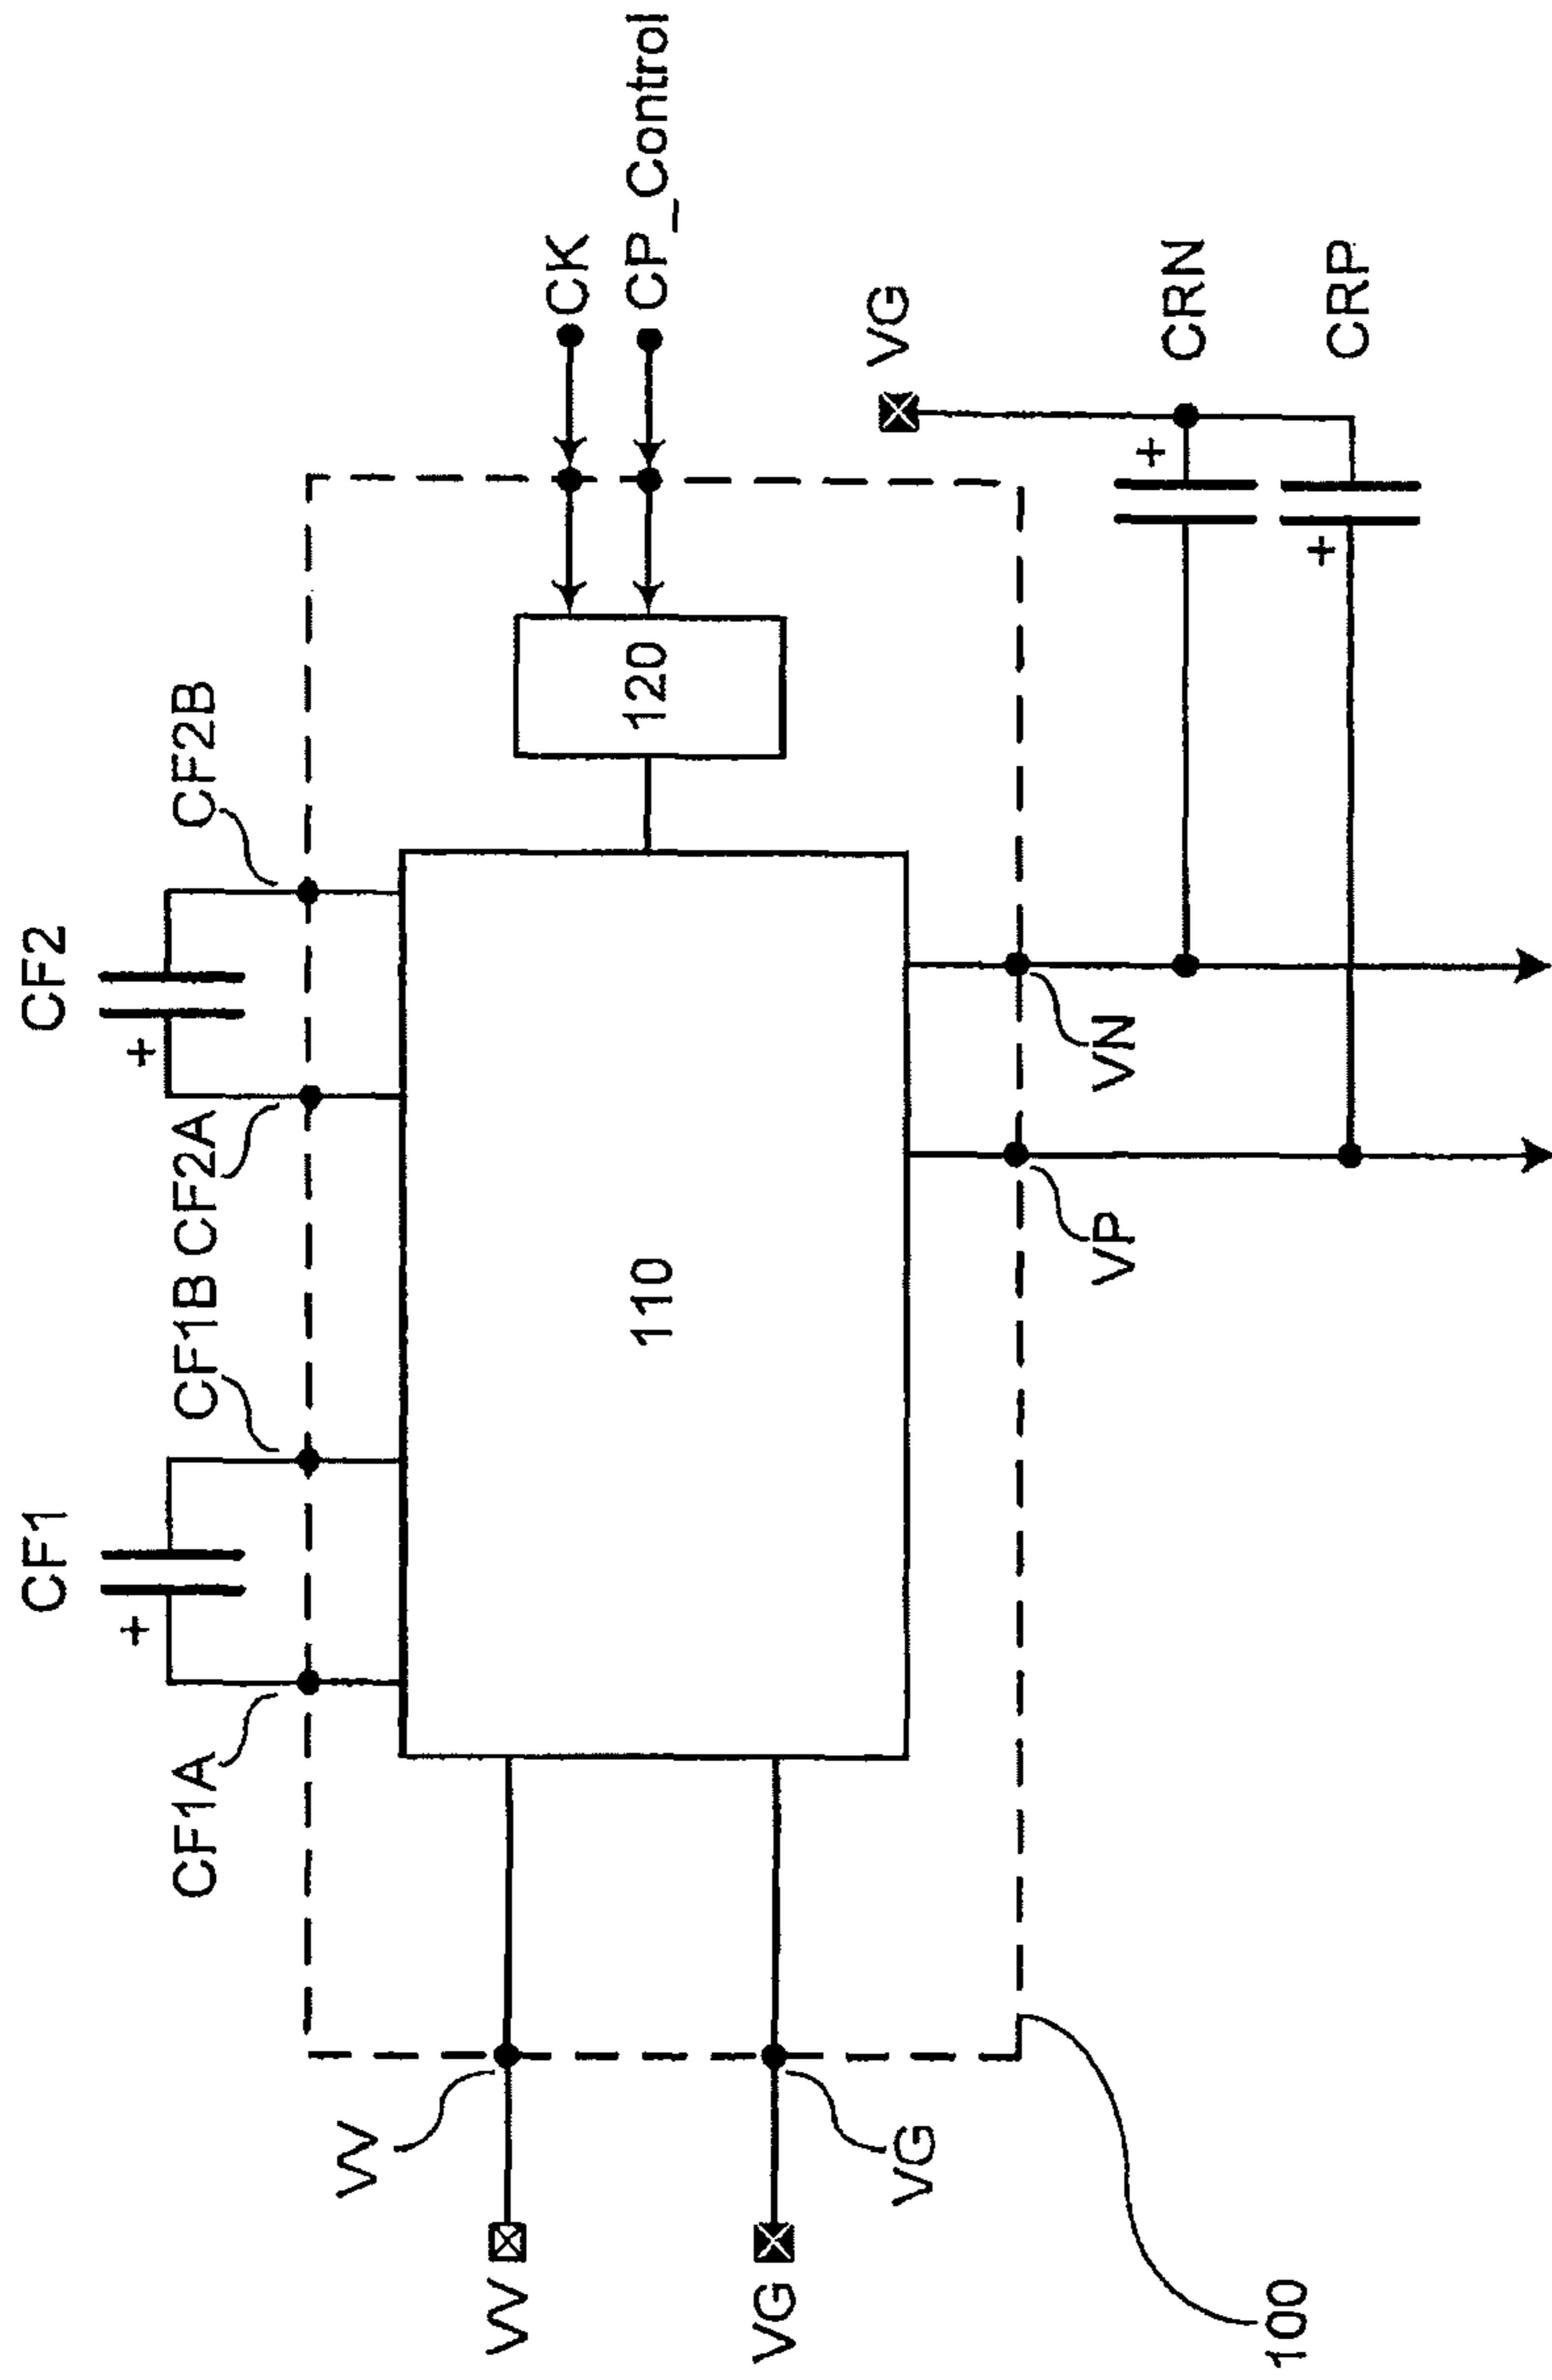 CF1
CF2
CF1A
CF1B
CF2A
CF2B
VV
VV
CK
110
120
CP_Control
VG
VG
VG
VP
VN
CRN
100
CRP